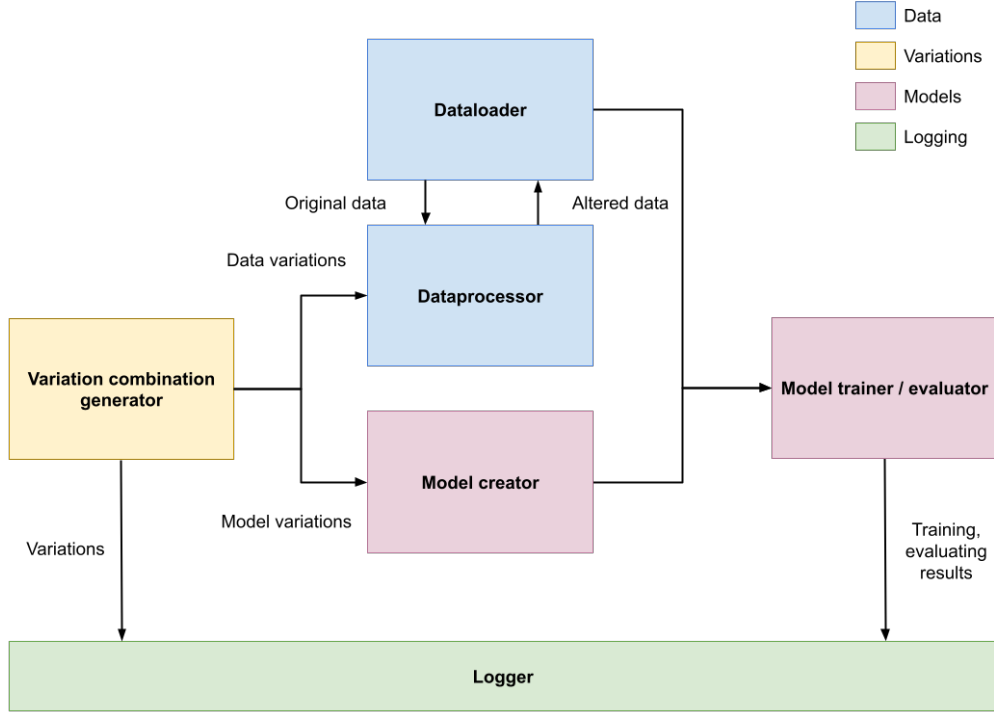 Data
Variations
Models
Logging
Dataloader
Original data
Altered data
Data variations
Dataprocessor
Variation combination
generator
Model trainer / evaluator
Model creator
Model variations
Variations
Training,
evaluating
results
Logger